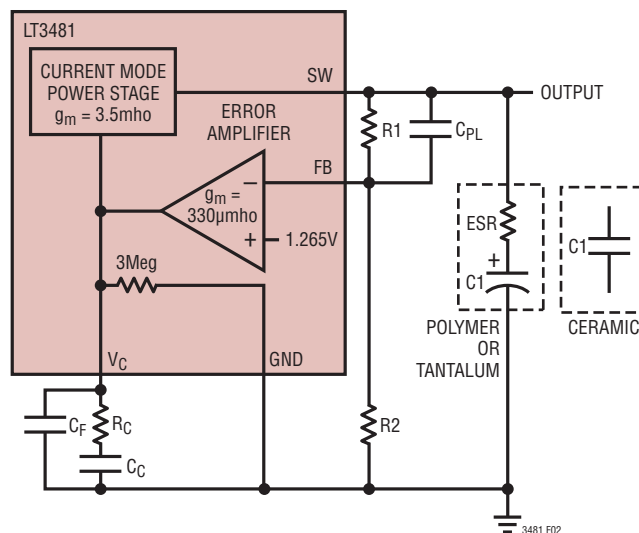 LT3481
CURRENT MODE
POWER STAGE
gm = 3.5mho
SW
OUTPUT
ERROR
AMPLIFIER
R1
CPL
FB
–
gm =
330µmho
+
1.265V
ESR
+
C1
C1
3Meg
POLYMER
OR
TANTALUM
CERAMIC
VC
GND
CF
RC
R2
CC
3481 F02